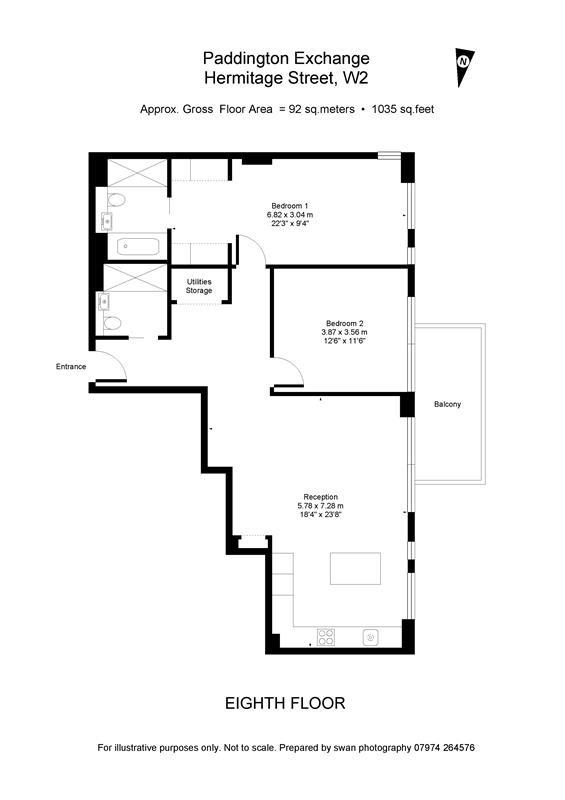 Paddington Exchange
Hermitage Street, W2
N
Approx. Gross Floor Area = 92 sq.meters • 1035 sq.feet
Bedroom 1
6.82 x 3.04 m
22'3" x 9'4"
Utilities
Storage
Bedroom 2
3.87 x 3.56 m
12'6" x 11'6"
Entrance
Balcony
Reception
5.78 x 7.28 m
18'4" x 23'8"
EIGHTH FLOOR
For illustrative purposes only. Not to scale. Prepared by swan photography 07974 264576